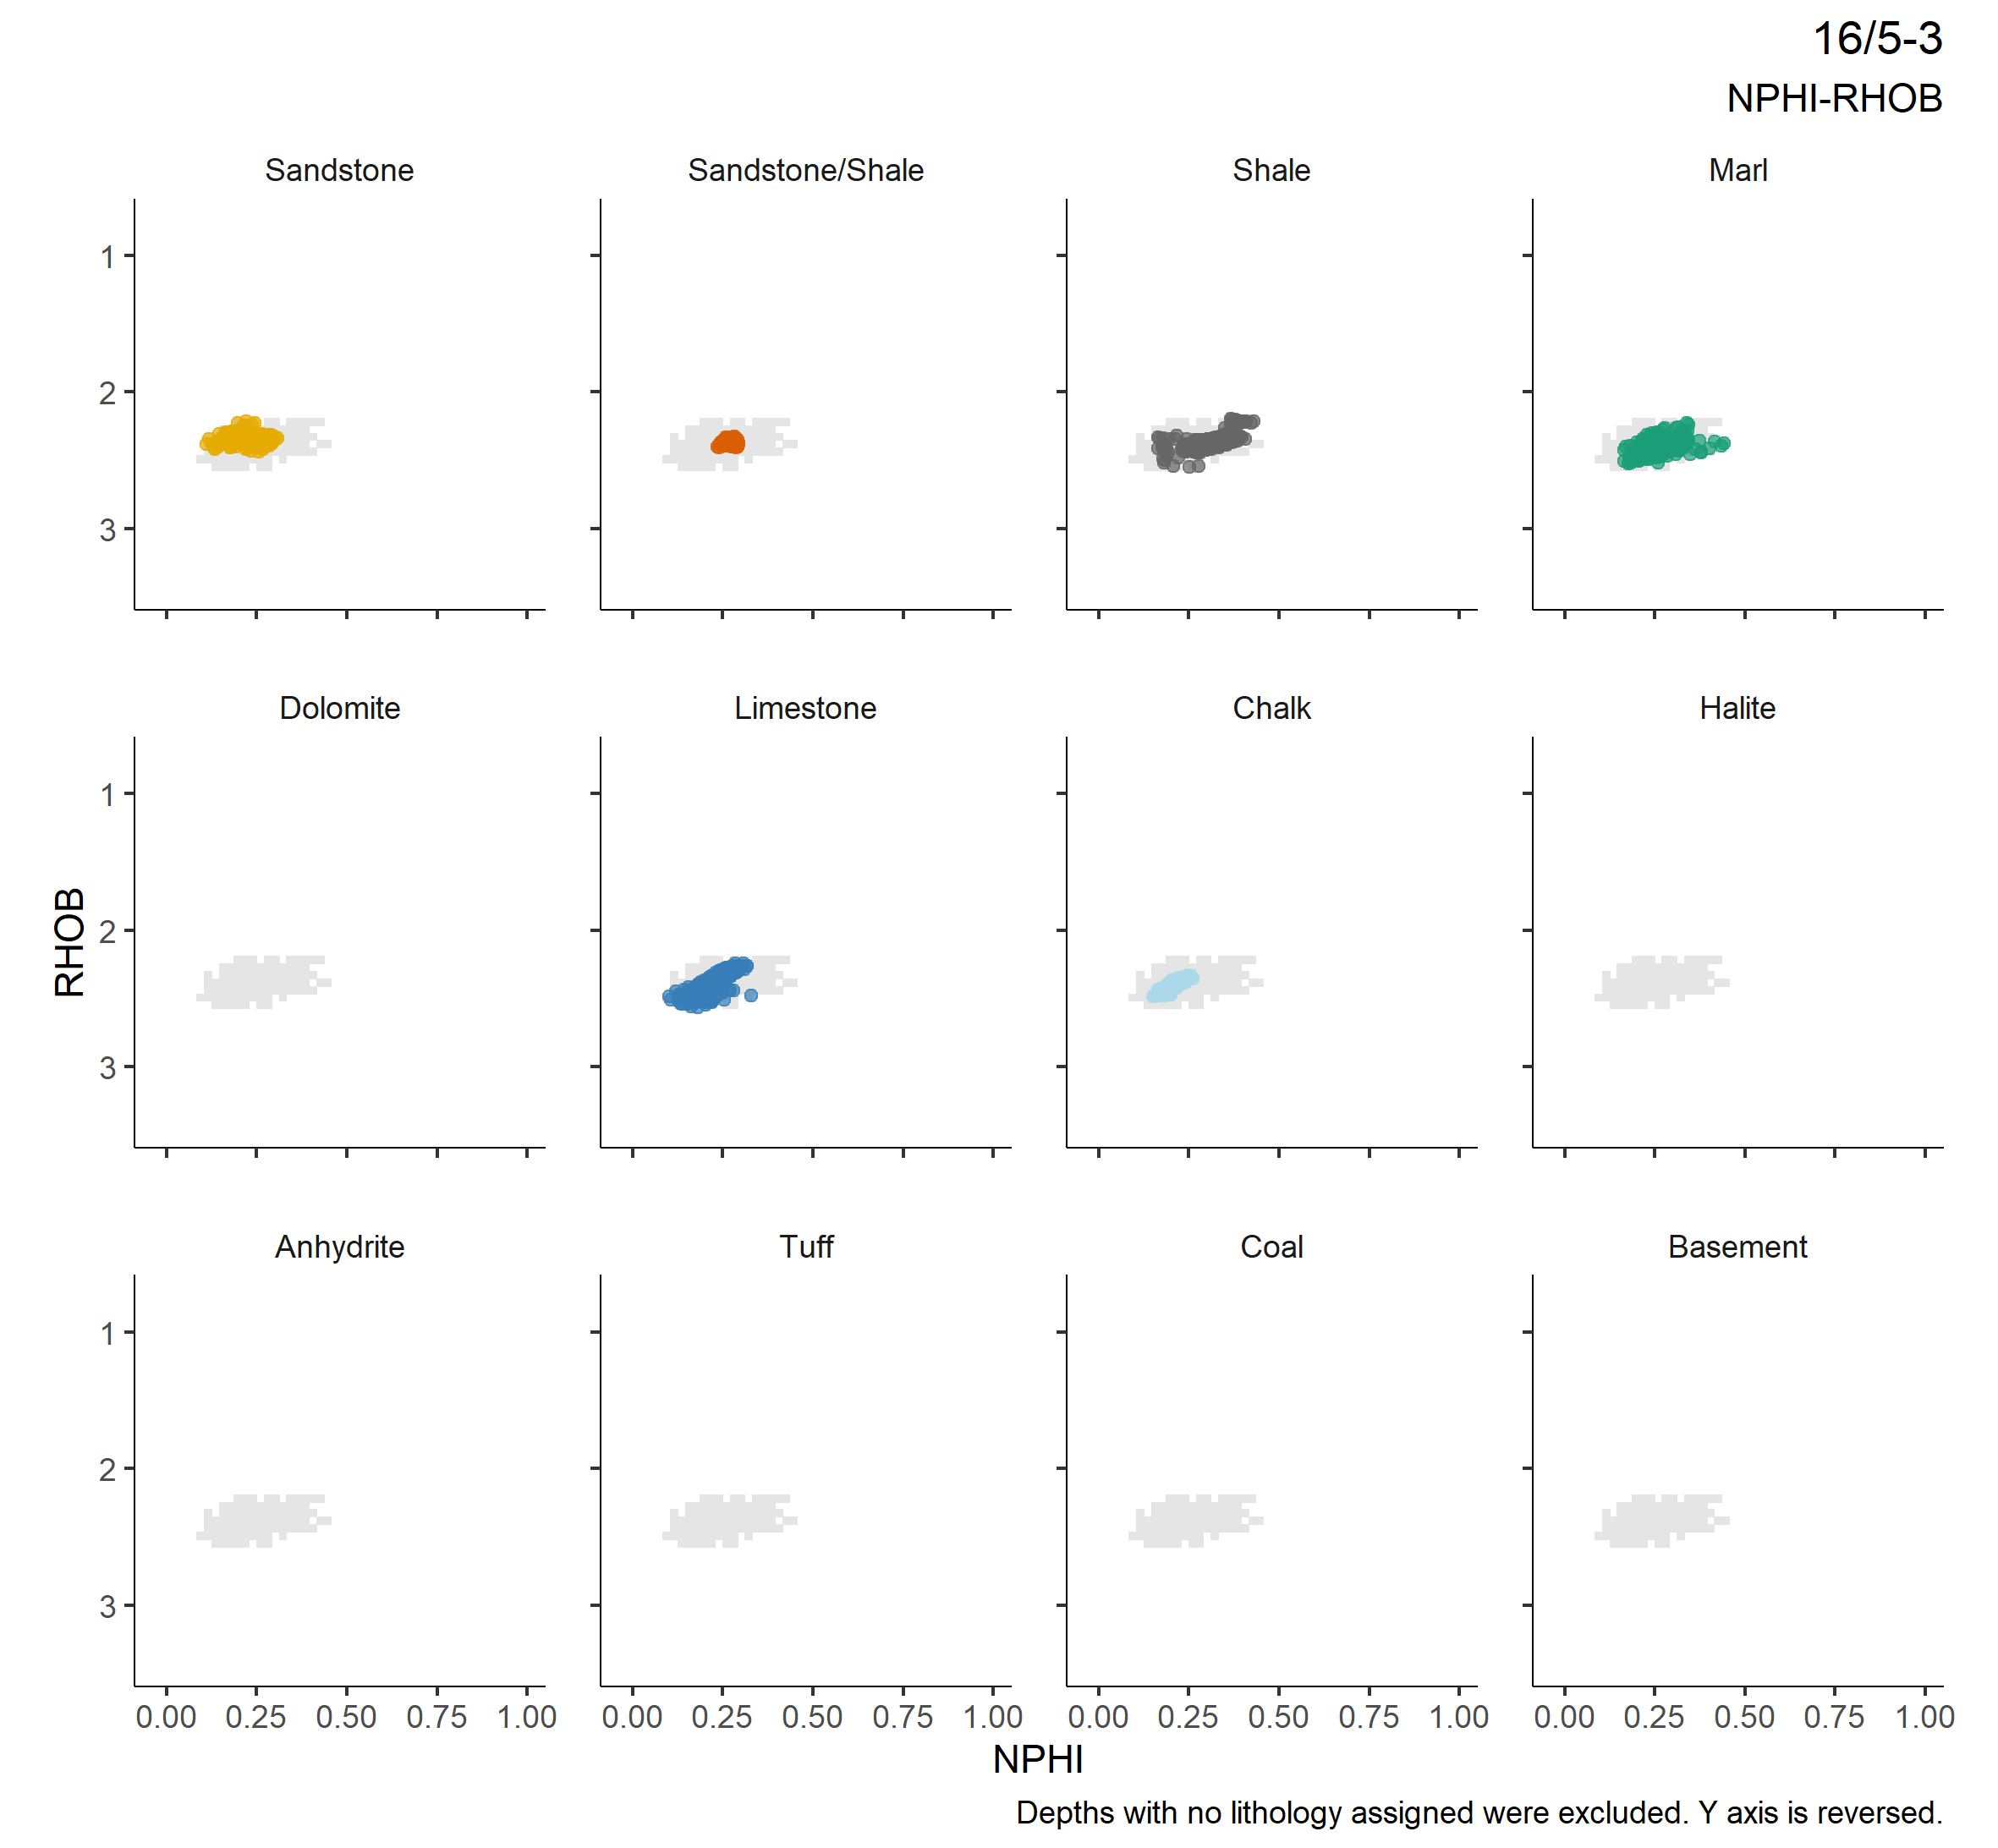 16/5-3
NPHI-RHOB
Sandstone Sandstone/Shale Shale Marl
1
2
3
Dolomite Limestone Chalk Halite
1
2
3
RHOB
Anhydrite Tuff Coal Basement
1
2
3
0.00 0.25 0.50 0.75 1.00 0.00 0.25 0.50 0.75 1.00 0.00 0.25 0.50 0.75 1.00 0.00 0.25 0.50 0.75 1.00
NPHI
Depths with no lithology assigned were excluded. Y axis is reversed.